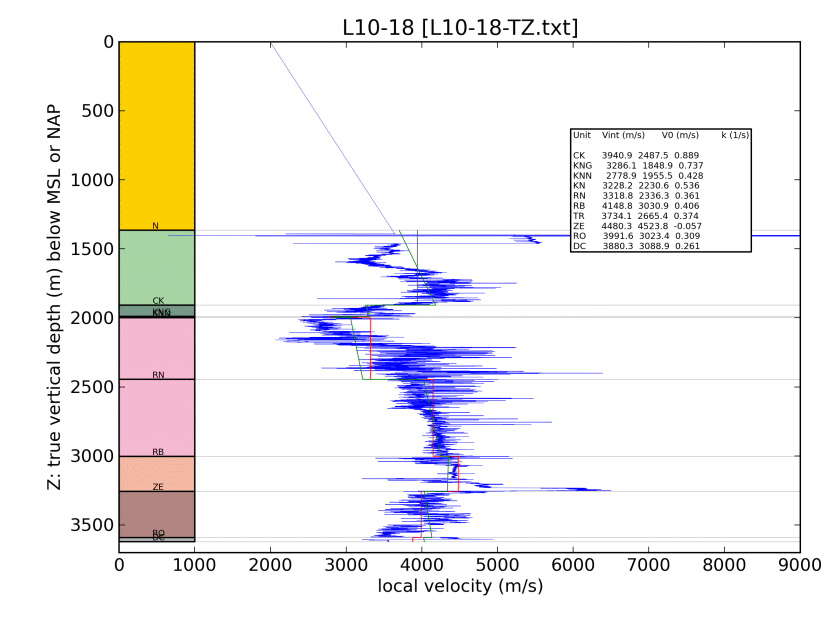 L10-18 [L10-18-TZ.txt]
Z: true vertical depth (m) below MSL or NAP
0
500
1000
1500
2000
2500
3000
3500
N
CK
KNG
KNN
RN
RB
ZE
RO
DC
Unit Vint (m/s) V0 (m/s) k (1/s)
CK 3940.9 2487.5 0.889
KNG 3286.1 1848.9 0.737
KNN 2778.9 1955.5 0.428
KN 3228.2 2230.6 0.536
RN 3318.8 2336.3 0.361
RB 4148.8 3030.9 0.406
TR 3734.1 2665.4 0.374
ZE 4480.3 4523.8 -0.057
RO 3991.6 3023.4 0.309
DC 3880.3 3088.9 0.261
0 1000 2000 3000 4000 5000 6000 7000 8000 9000
local velocity (m/s)